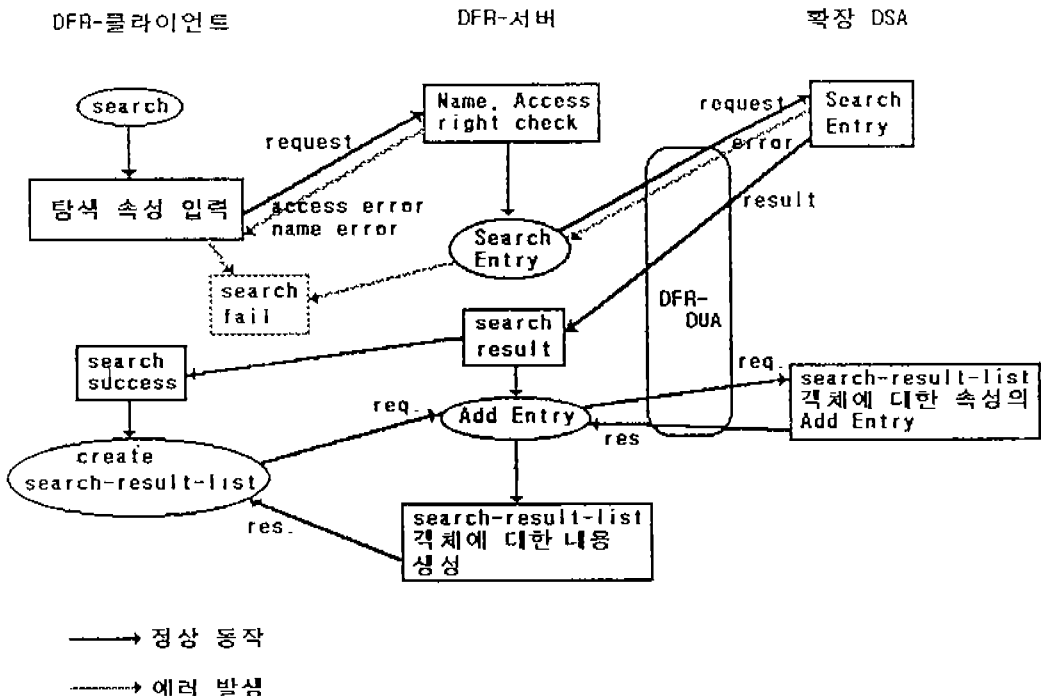 DFR-클라이언트
DFR-서버
확장 DSA
search
Name, Access
right check
request
Search
Entry
request
error
탐색 속성 입력
access error
name error
result
Search
Entry
search
fail
DFR-
DUA
search
result
search
success
req.
search-result-list
객체에 대한 속성의
Add Entry
req.
Add Entry
res
create
search-result-list
res.
search-result-list
객체에 대한 내용
생성
정상 동작
에러 발생